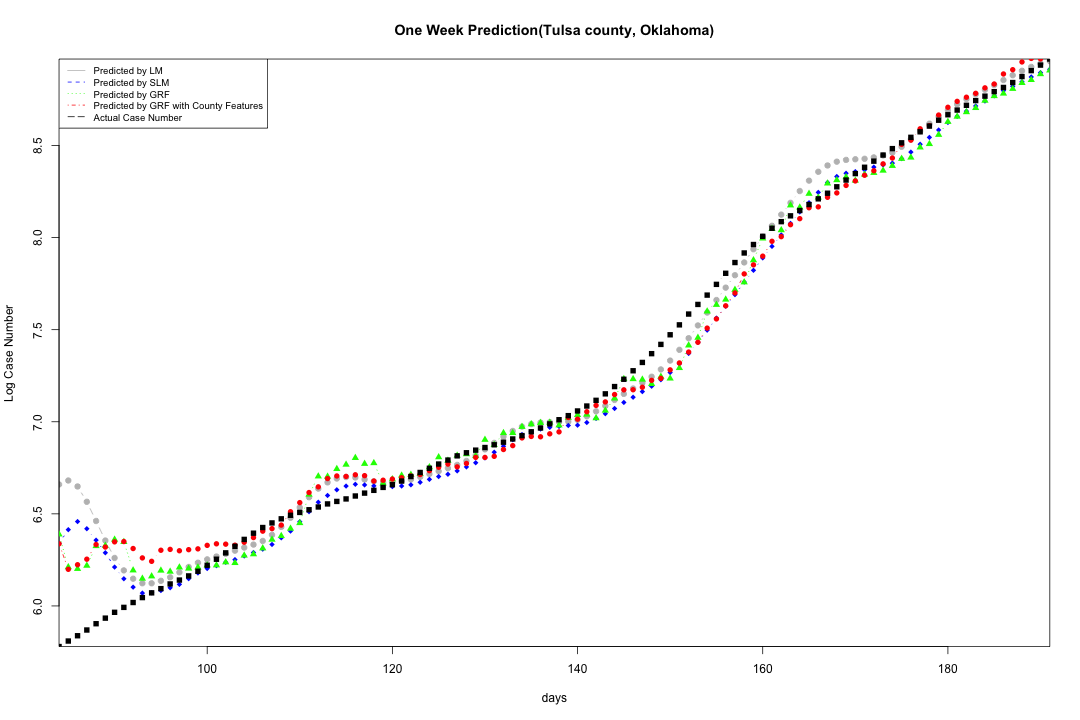 One Week Prediction(Tulsa county, Oklahoma)
Predicted by LM
Predicted by SLM
Predicted by GRF
Predicted by GRF with County Features
Actual Case Number
8.5
8.0
7.5
7.0
6.5
6.0
Log Case Number
100 120 140 160 180
days